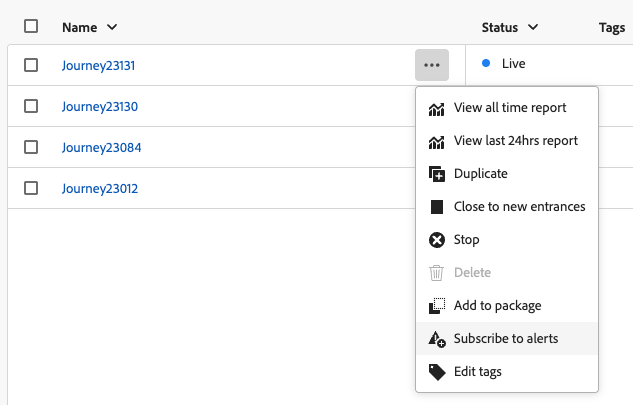 Name Status Tags
Journey23131 ••• Live
Journey23130
Journey23084
Journey23012
View all time report
View last 24hrs report
Duplicate
Close to new entrances
Stop
Delete
Add to package
Subscribe to alerts
Edit tags